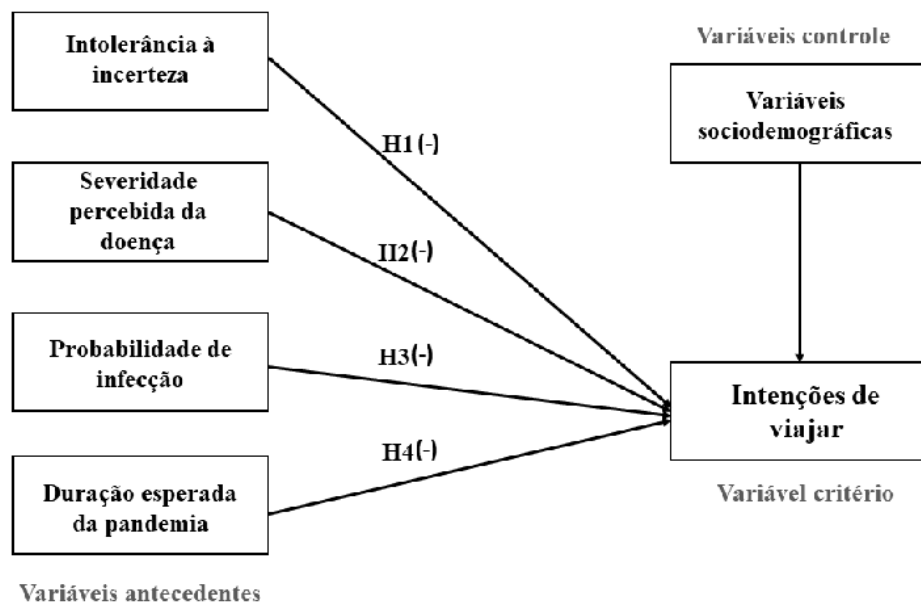 Intolerância à
incerteza
Severidade
percebida da
doença
Probabilidade de
infecção
Duração esperada
da pandemia
Variáveis antecedentes
H1(-)
H2(-)
H3(-)
H4(-)
Variáveis controle
Variáveis
sociodemográficas
Intenções de
viajar
Variável critério